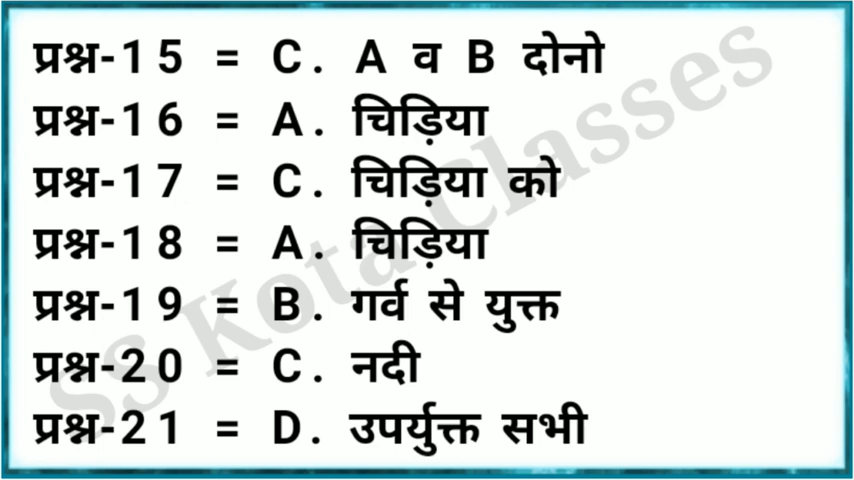 प्रश्न-15 = C. A व B दोनो
प्रश्न-16 = A. चिड़िया
प्रश्न-17 = C. चिड़िया को
प्रश्न-18 = A. चिड़िया
प्रश्न-19 = B. गर्व से युक्त
प्रश्न-20 = C. नदी
प्रश्न-21 = D. उपर्युक्त सभी
SS Kota Classes